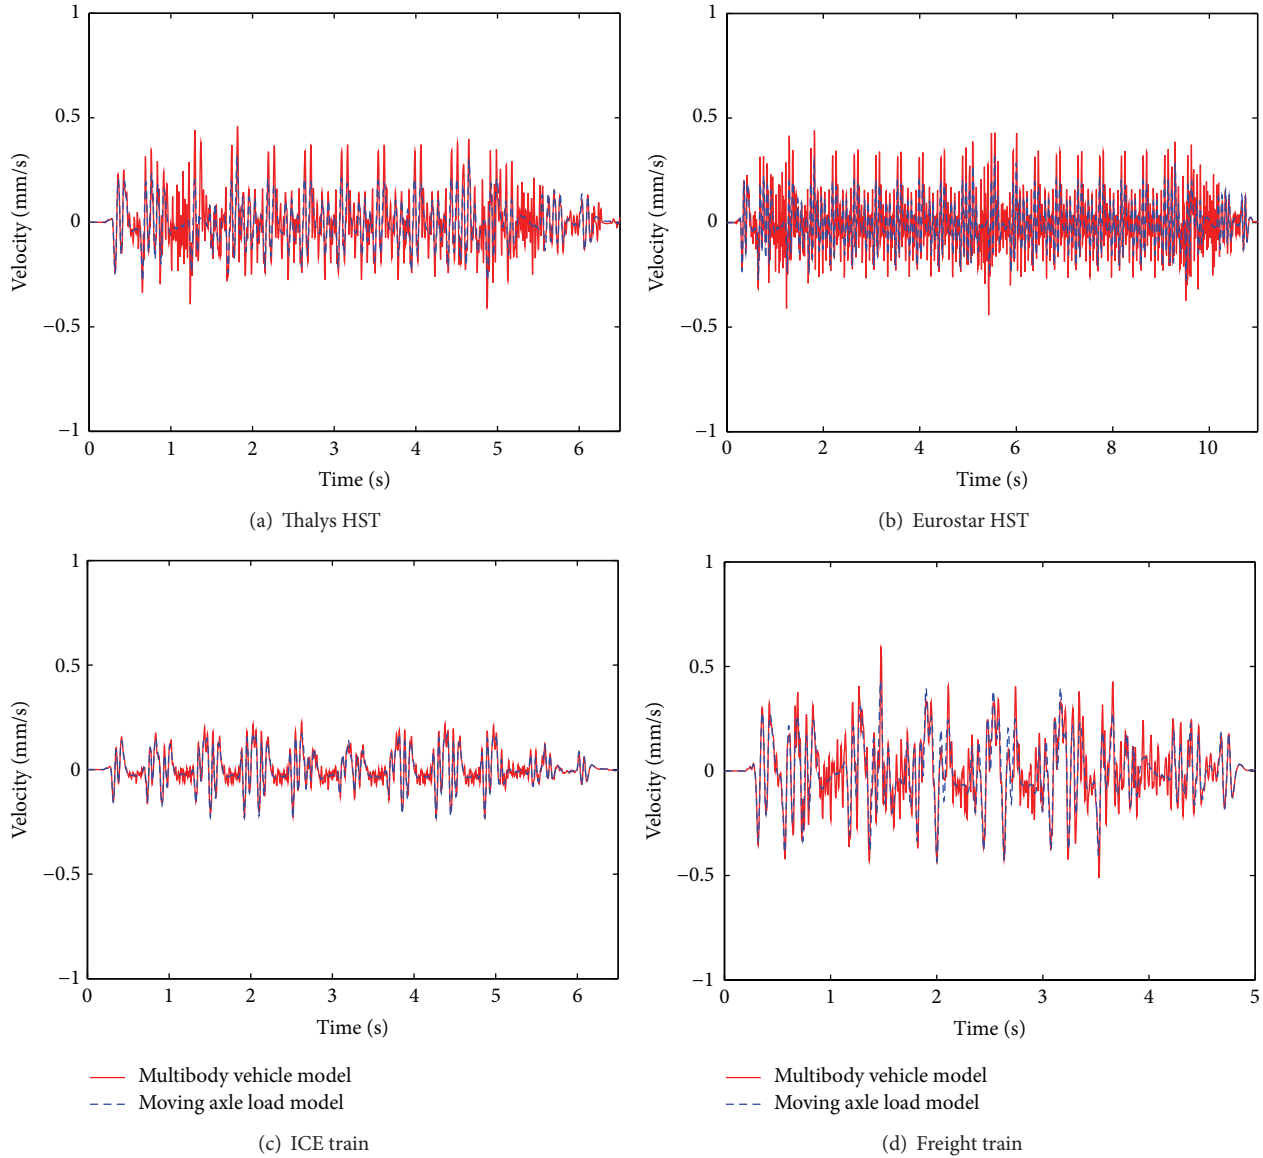 1
0.5
0
−0.5
−1
Velocity (mm/s)
0 1 2 3 4 5 6
Time (s)
(a) Thalys HST
1
0.5
0
−0.5
−1
Velocity (mm/s)
0 2 4 6 8 10
Time (s)
(b) Eurostar HST
1
0.5
0
−0.5
−1
Velocity (mm/s)
0 1 2 3 4 5 6
Time (s)
Multibody vehicle model
Moving axle load model
(c) ICE train
1
0.5
0
−0.5
−1
Velocity (mm/s)
0 1 2 3 4 5
Time (s)
Multibody vehicle model
Moving axle load model
(d) Freight train